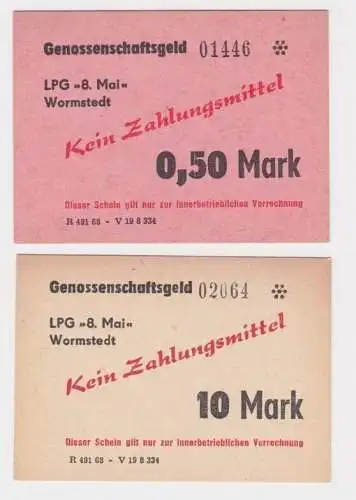 Genossenschaftsgeld 01446
LPG »8. Mai«
Wormstedt
Kein Zahlungsmittel
0,50 Mark
Dieser Schein gilt nur zur innerbetrieblichen Verrechnung
R 491 68 - V 19 8 334
Genossenschaftsgeld 02064
LPG »8. Mai«
Wormstedt
Kein Zahlungsmittel
10 Mark
Dieser Schein gilt nur zur innerbetrieblichen Verrechnung
R 491 68 - V 19 8 334